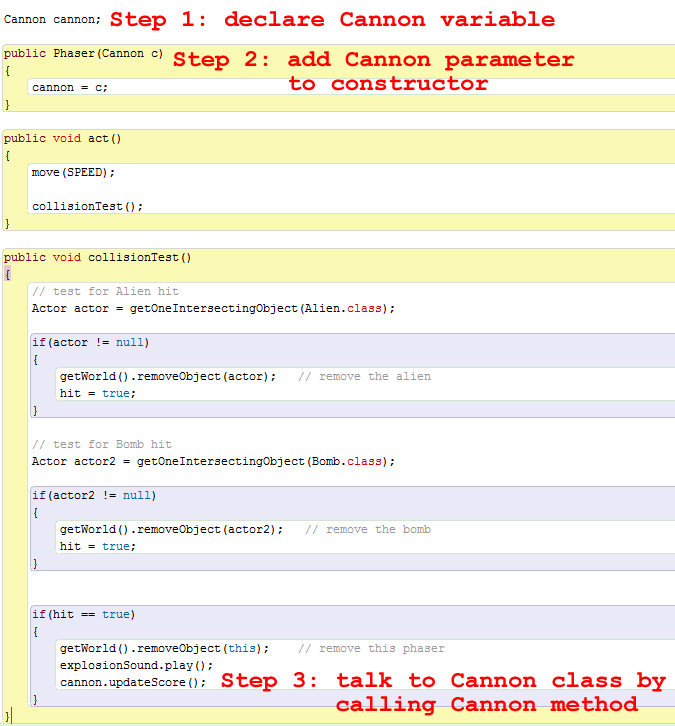 Cannon cannon; Step 1: declare Cannon variable
public Phaser(Cannon c) Step 2: add Cannon parameter
{ to constructor
cannon = c;
}
public void act()
{
move(SPEED);
collisionTest();
}
public void collisionTest()
{
// test for Alien hit
Actor actor = getOneIntersectingObject(Alien.class);
if(actor != null)
{
getWorld().removeObject(actor); // remove the alien
hit = true;
}
// test for Bomb hit
Actor actor2 = getOneIntersectingObject(Bomb.class);
if(actor2 != null)
{
getWorld().removeObject(actor2); // remove the bomb
hit = true;
}
if(hit == true)
{
getWorld().removeObject(this); // remove this phaser
explosionSound.play();
cannon.updateScore(); Step 3: talk to Cannon class by
} calling Cannon method
}